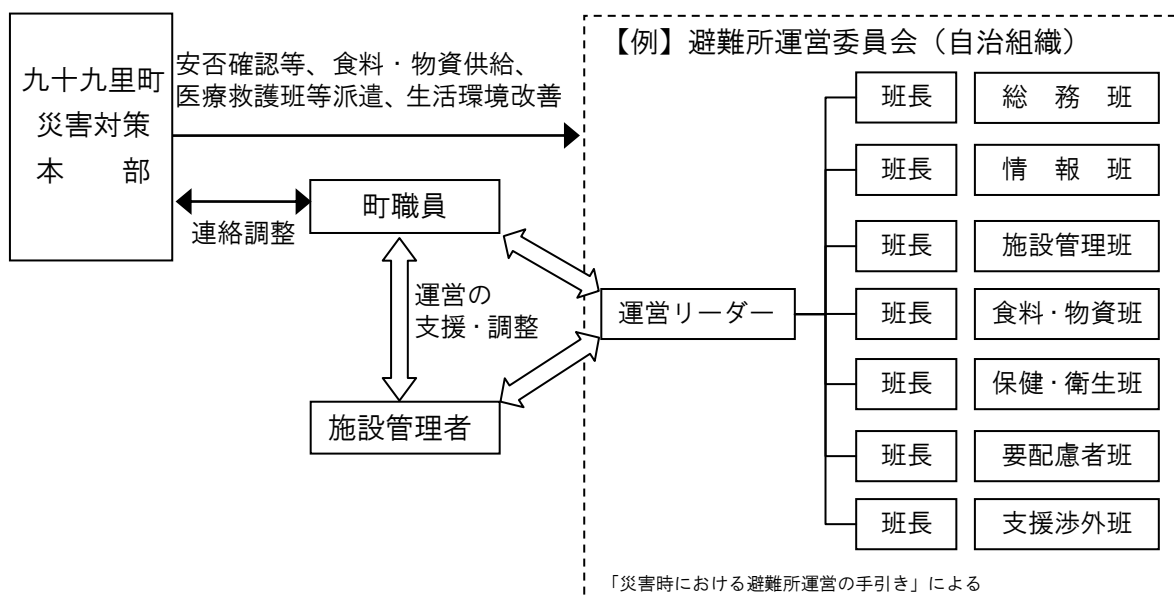 九十九里町
災害対策
本　　部
安否確認等、食料・物資供給、
医療救護班等派遣、生活環境改善
連絡調整
町職員
運営の
支援・調整
施設管理者
【例】避難所運営委員会（自治組織）
運営リーダー
班長　総　務　班
班長　情　報　班
班長　施設管理班
班長　食料・物資班
班長　保健・衛生班
班長　要配慮者班
班長　支援渉外班
「災害時における避難所運営の手引き」による